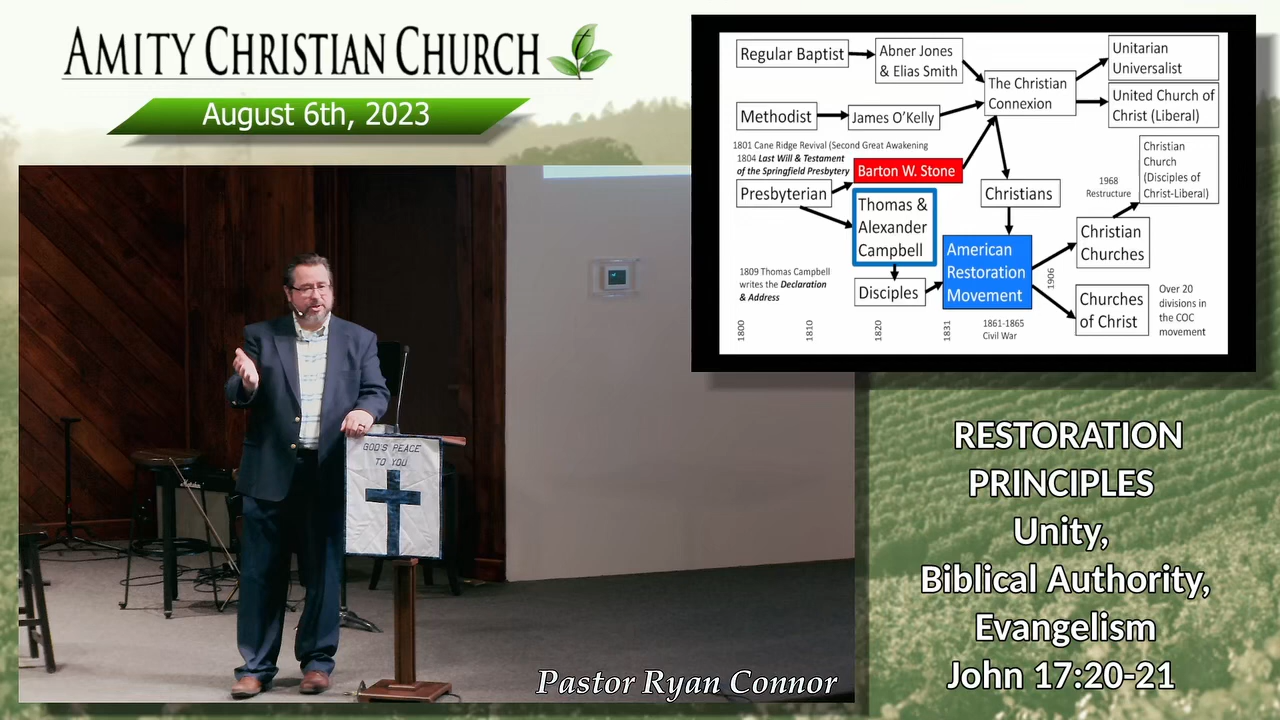 AMITY CHRISTIAN CHURCH
August 6th, 2023
Regular Baptist
Abner Jones
& Elias Smith
The Christian
Connexion
Unitarian
Universalist
United Church of
Christ (Liberal)
Methodist
James O'Kelly
1801 Cane Ridge Revival (Second Great Awakening
1804 Last Will & Testament
of the Springfield Presbytery
Barton W. Stone
Presbyterian
Thomas &
Alexander
Campbell
Christians
1968
Restructure
Christian
Church
(Disciples of
Christ-Liberal)
American
Restoration
Movement
Christian
Churches
1809 Thomas Campbell
writes the Declaration
& Address
Disciples
1906
Churches
of Christ
Over 20
divisions in
the COC
movement
1800
1810
1820
1831
1861-1865
Civil War
GOD'S PEACE
TO YOU
RESTORATION
PRINCIPLES
Unity,
Biblical Authority,
Evangelism
John 17:20-21
Pastor Ryan Connor